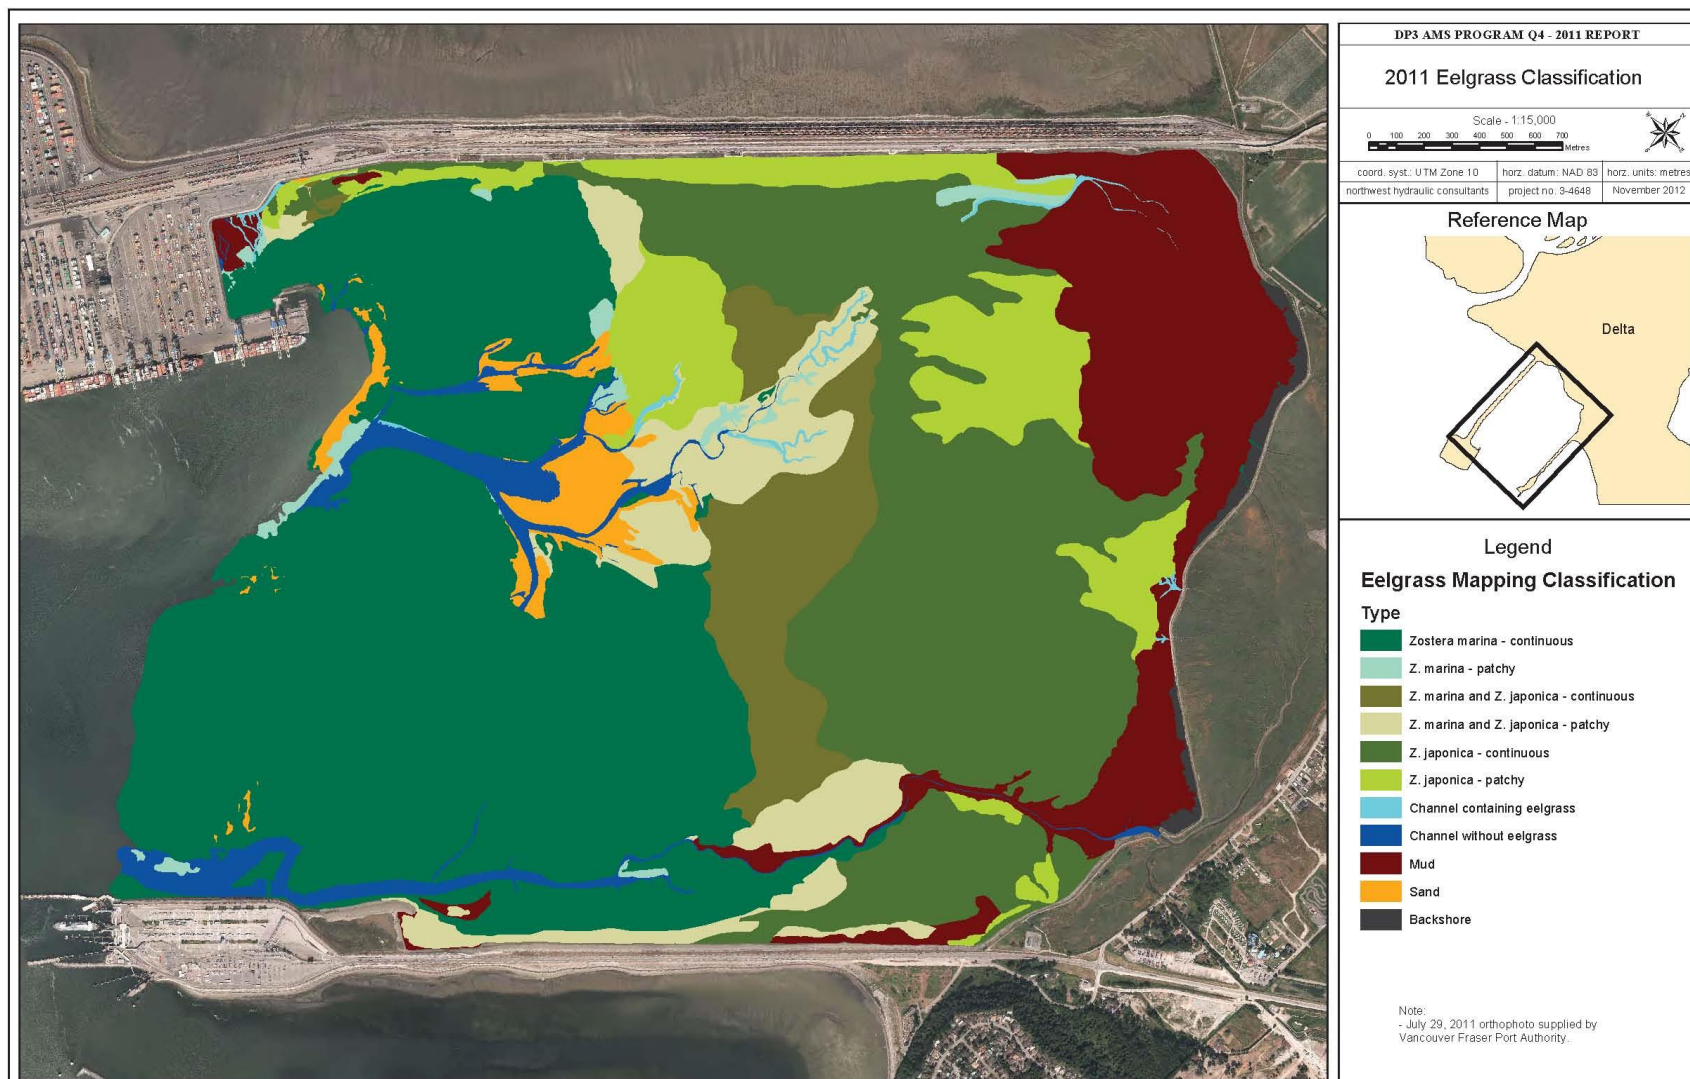 DP3 AMS PROGRAM Q4 - 2011 REPORT
2011 Eelgrass Classification
Scale - 1:15,000
0 100 200 300 400 500 600 700
Metres
coord. syst.: UTM Zone 10 horz. datum: NAD 83 horz. units: metres
northwest hydraulic consultants project no. 3-4648 November 2012
Reference Map
Delta
Legend
Eelgrass Mapping Classification
Type
Zostera marina - continuous
Z. marina - patchy
Z. marina and Z. japonica - continuous
Z. marina and Z. japonica - patchy
Z. japonica - continuous
Z. japonica - patchy
Channel containing eelgrass
Channel without eelgrass
Mud
Sand
Backshore
Note:
- July 29, 2011 orthophoto supplied by
Vancouver Fraser Port Authority.